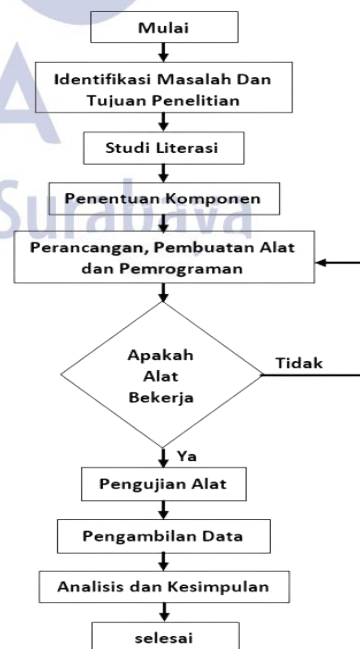 Mulai
Identifikasi Masalah Dan
Tujuan Penelitian
Studi Literasi
Penentuan Komponen
Surabaya
Perancangan, Pembuatan Alat
dan Pemrograman
Apakah
Alat
Bekerja
Tidak
Ya
Pengujian Alat
Pengambilan Data
Analisis dan Kesimpulan
selesai